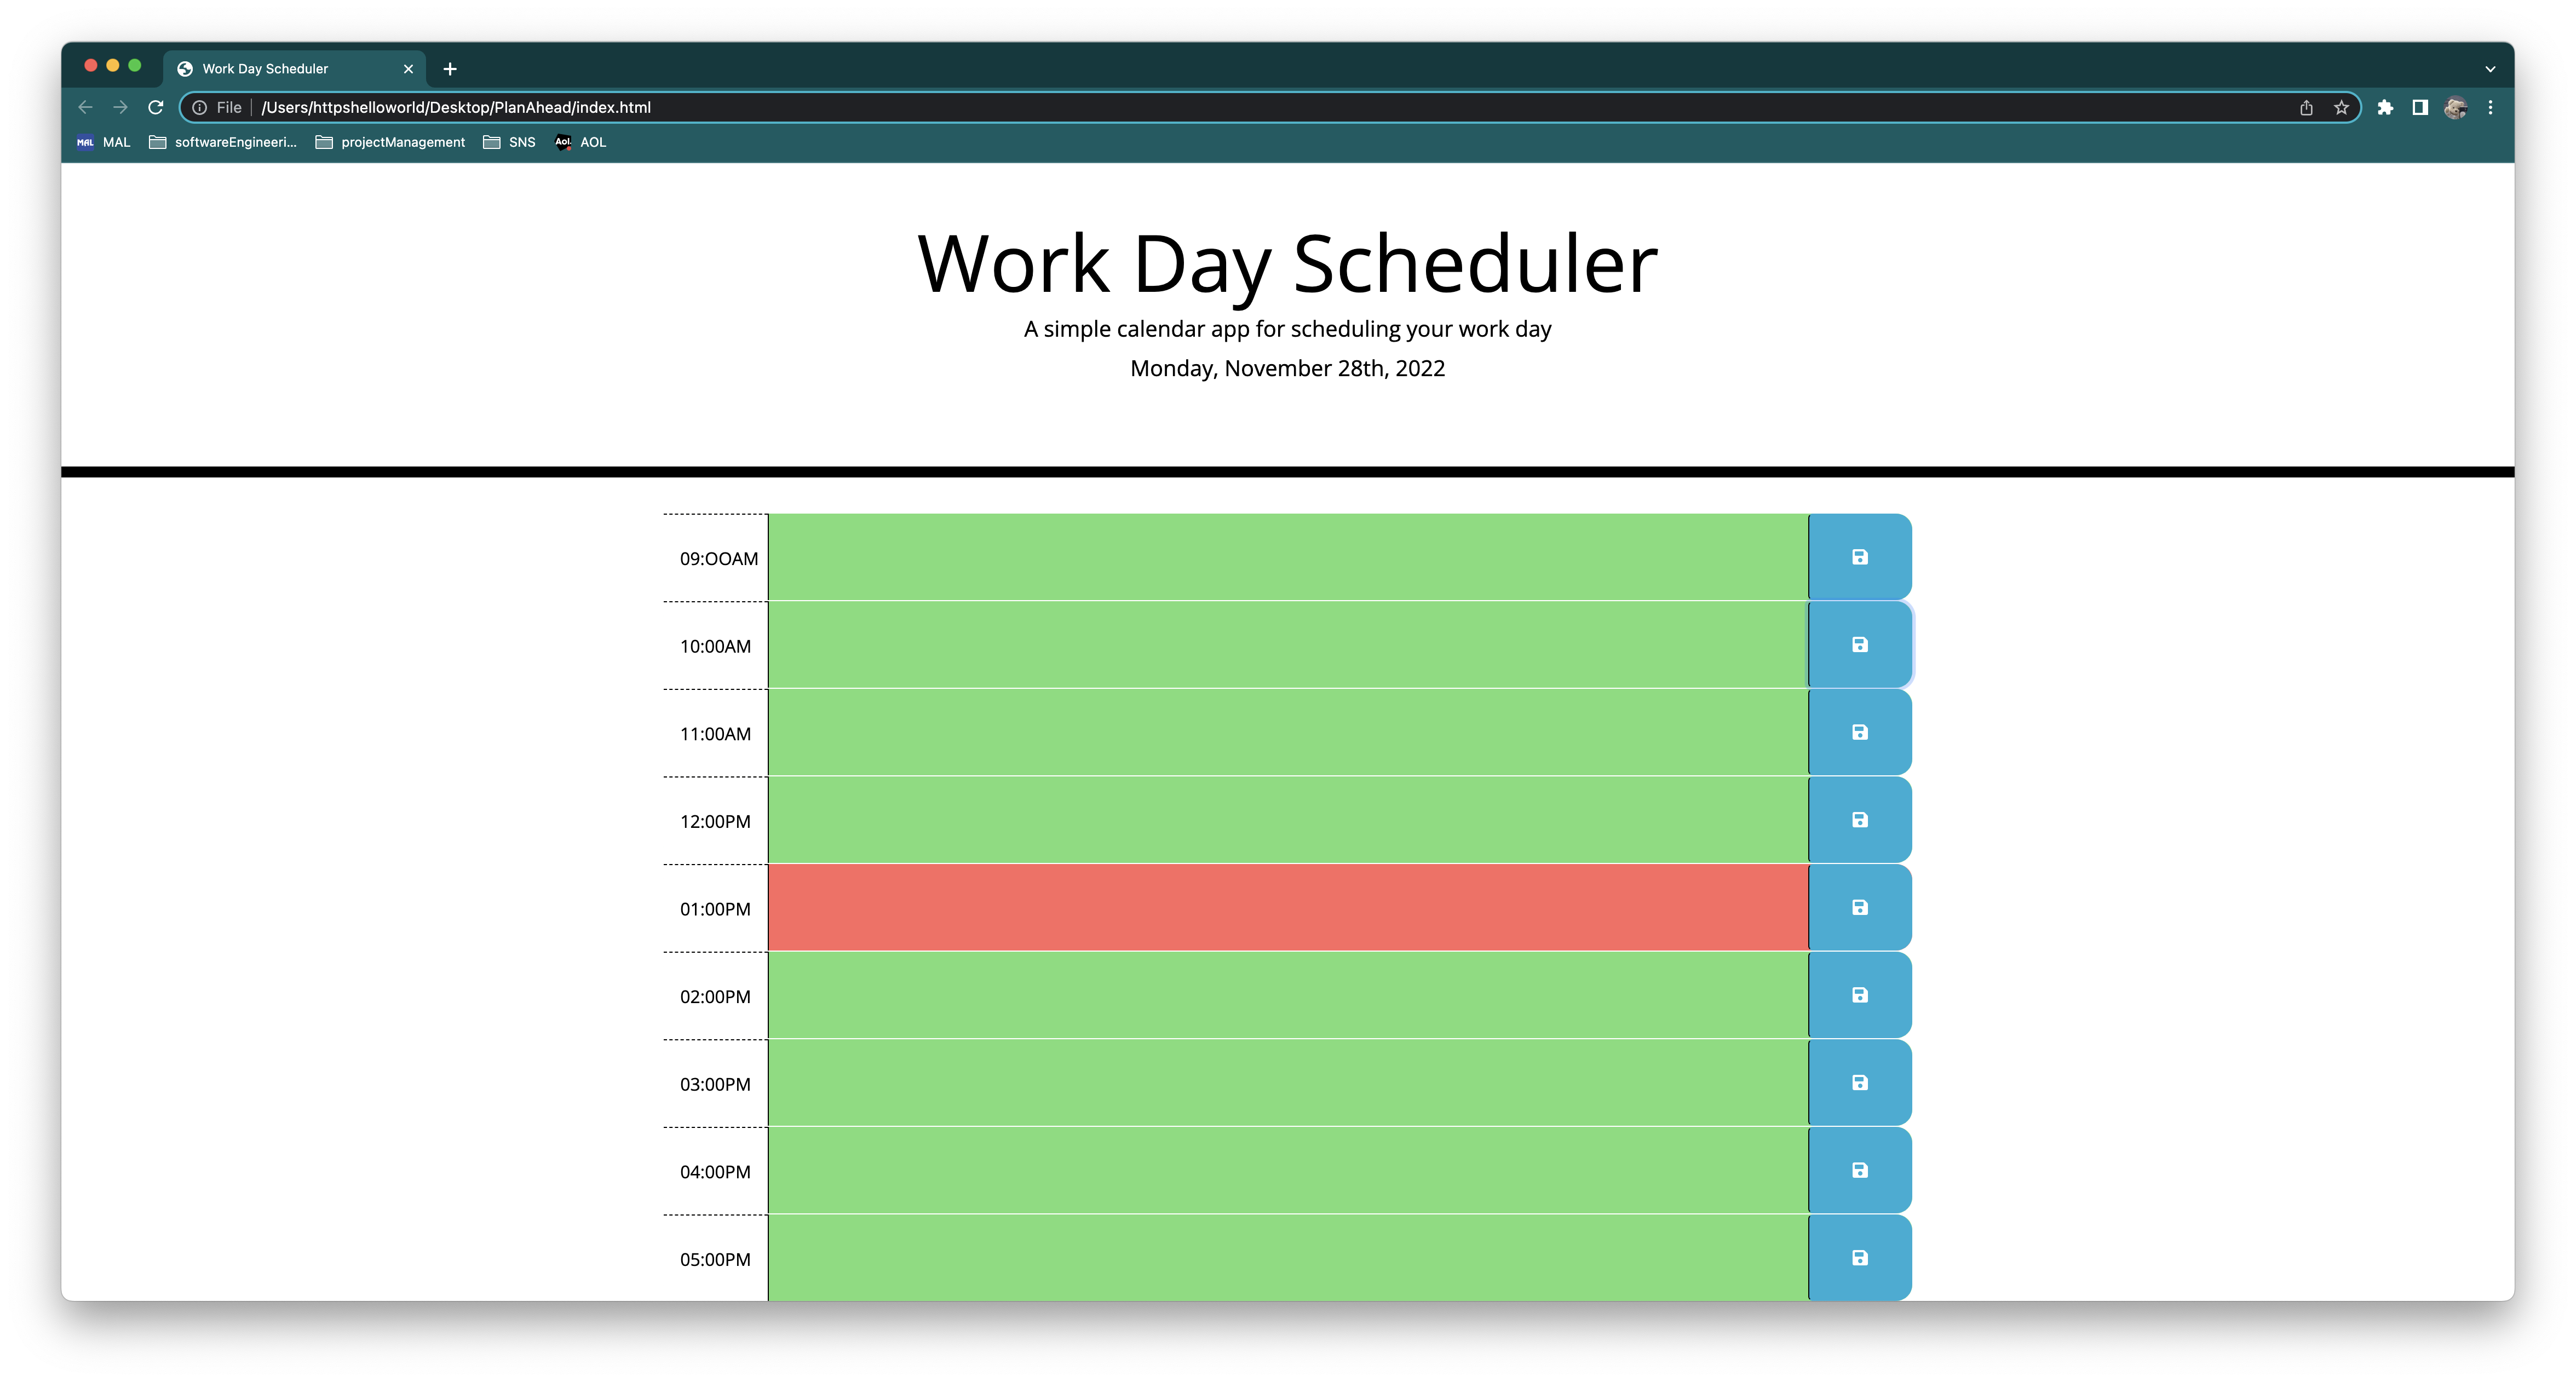 Work Day Scheduler
File /Users/httpshelloworld/Desktop/PlanAhead/index.html
MAL MAL softwareEngineeri... projectManagement SNS Aol. AOL
Work Day Scheduler
A simple calendar app for scheduling your work day
Monday, November 28th, 2022
09:OOAM
10:00AM
11:00AM
12:00PM
01:00PM
02:00PM
03:00PM
04:00PM
05:00PM